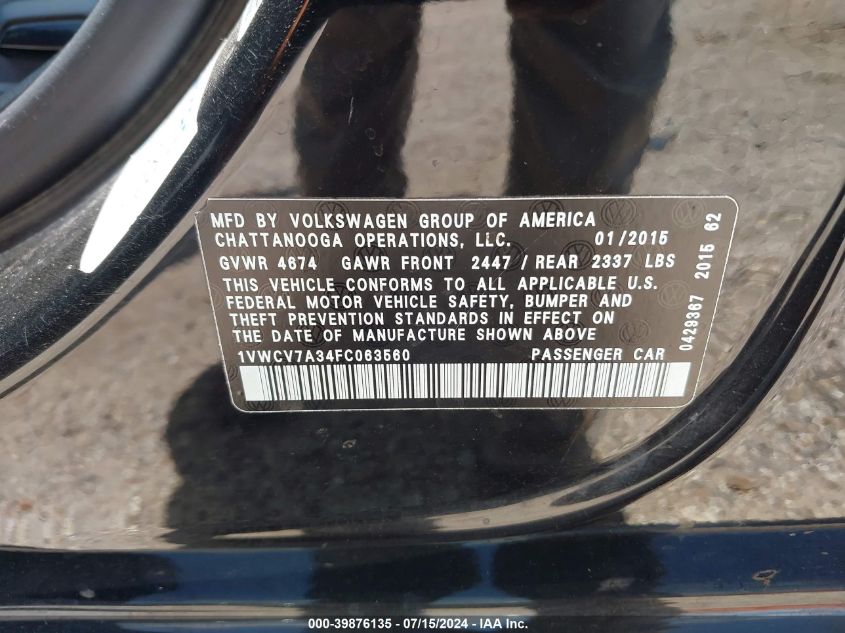 MFD BY VOLKSWAGEN GROUP OF AMERICA
CHATTANOOGA OPERATIONS, LLC. 01/2015
GVWR 4674 GAWR FRONT 2447 / REAR 2337 LBS
THIS VEHICLE CONFORMS TO ALL APPLICABLE U.S.
FEDERAL MOTOR VEHICLE SAFETY, BUMPER AND
THEFT PREVENTION STANDARDS IN EFFECT ON
THE DATE OF MANUFACTURE SHOWN ABOVE
1VWCV7A34FC063560 PASSENGER CAR
0429367 2015 62
000-39876135 - 07/15/2024 - IAA Inc.